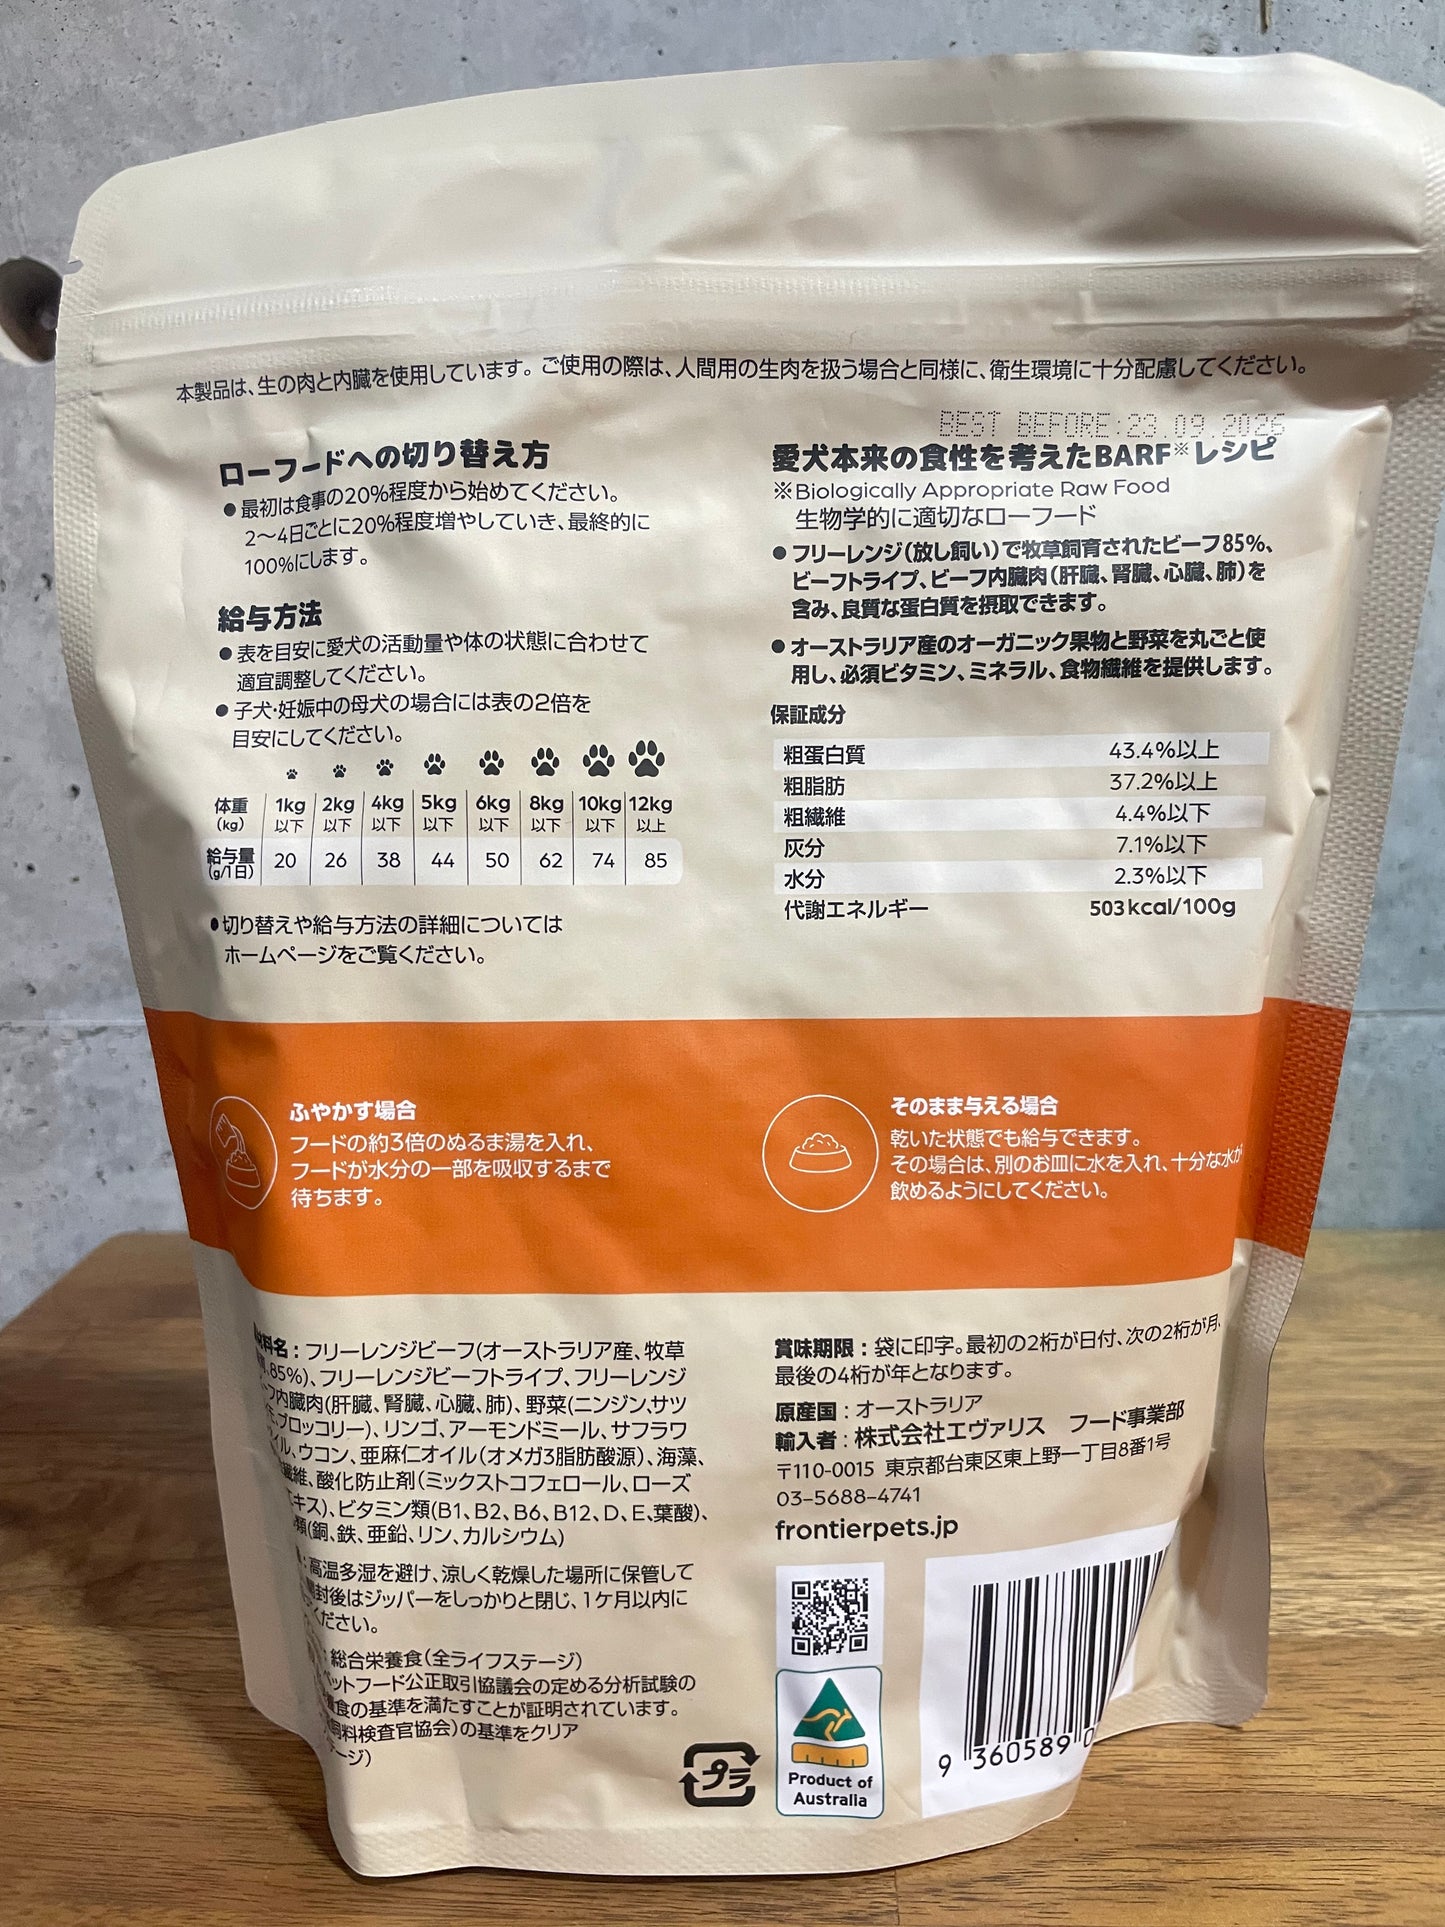 本製品は、生の肉と内臓を使用しています。ご使用の際は、人間用の生肉を扱う場合と同様に、衛生環境に十分配慮してください。
BEST BEFORE:23 09 2026
ローフードへの切り替え方
●最初は食事の20%程度から始めてください。
2〜4日ごとに20%程度増やしていき、最終的に
100%にします。
給与方法
●表を目安に愛犬の活動量や体の状態に合わせて
適宜調整してください。
●子犬・妊娠中の母犬の場合には表の2倍を
目安にしてください。
体重(kg) 1kg以下 2kg以下 4kg以下 5kg以下 6kg以下 8kg以下 10kg以下 12kg以上
給与量(g/1日) 20 26 38 44 50 62 74 85
●切り替えや給与方法の詳細については
ホームページをご覧ください。
愛犬本来の食性を考えたBARF※レシピ
※Biologically Appropriate Raw Food
生物学的に適切なローフード
●フリーレンジ(放し飼い)で牧草飼育されたビーフ85%、
ビーフトライプ、ビーフ内臓肉(肝臓、腎臓、心臓、肺)を
含み、良質な蛋白質を摂取できます。
●オーストラリア産のオーガニック果物と野菜を丸ごと使
用し、必須ビタミン、ミネラル、食物繊維を提供します。
保証成分
粗蛋白質 43.4%以上
粗脂肪 37.2%以上
粗繊維 4.4%以下
灰分 7.1%以下
水分 2.3%以下
代謝エネルギー 503kcal/100g
ふやかす場合
フードの約3倍のぬるま湯を入れ、
フードが水分の一部を吸収するまで
待ちます。
そのまま与える場合
乾いた状態でも給与できます。
その場合は、別のお皿に水を入れ、十分な水が
飲めるようにしてください。
料名：フリーレンジビーフ(オーストラリア産、牧草
、85%)、フリーレンジビーフトライプ、フリーレンジ
フ内臓肉(肝臓、腎臓、心臓、肺)、野菜(ニンジン、サツ
モ、ブロッコリー)、リンゴ、アーモンドミール、サフラワ
イル、ウコン、亜麻仁オイル(オメガ3脂肪酸源)、海藻、
繊維、酸化防止剤(ミックストコフェロール、ローズ
エキス)、ビタミン類(B1、B2、B6、B12、D、E、葉酸)、
類(銅、鉄、亜鉛、リン、カルシウム)
：高温多湿を避け、涼しく乾燥した場所に保管して
開封後はジッパーをしっかりと閉じ、1ケ月以内に
ください。
：総合栄養食(全ライフステージ)
ペットフード公正取引協議会の定める分析試験の
養食の基準を満たすことが証明されています。
飼料検査官協会)の基準をクリア
ージ)
賞味期限：袋に印字。最初の2桁が日付、次の2桁が月、
最後の4桁が年となります。
原産国：オーストラリア
輸入者：株式会社エヴァリス フード事業部
〒110-0015 東京都台東区東上野一丁目8番1号
03-5688-4741
frontierpets.jp
プラ
Product of
Australia
9 360589 0